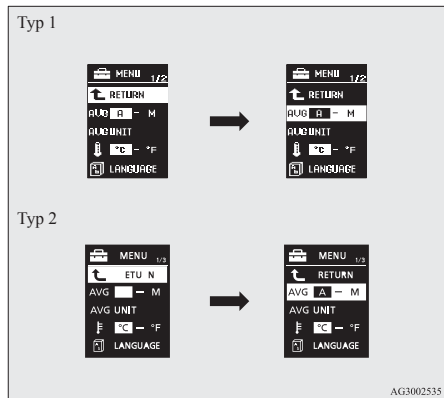 Typ 1
MENU 1/2
RETURN
AVG A - M
AVG UNIT
°C - °F
LANGUAGE
MENU 1/2
RETURN
AVG A - M
AVG UNIT
°C - °F
LANGUAGE
Typ 2
MENU 1/3
ETU N
AVG - M
AVG UNIT
°C - °F
LANGUAGE
MENU 1/3
RETURN
AVG A - M
AVG UNIT
°C - °F
LANGUAGE
AG3002535